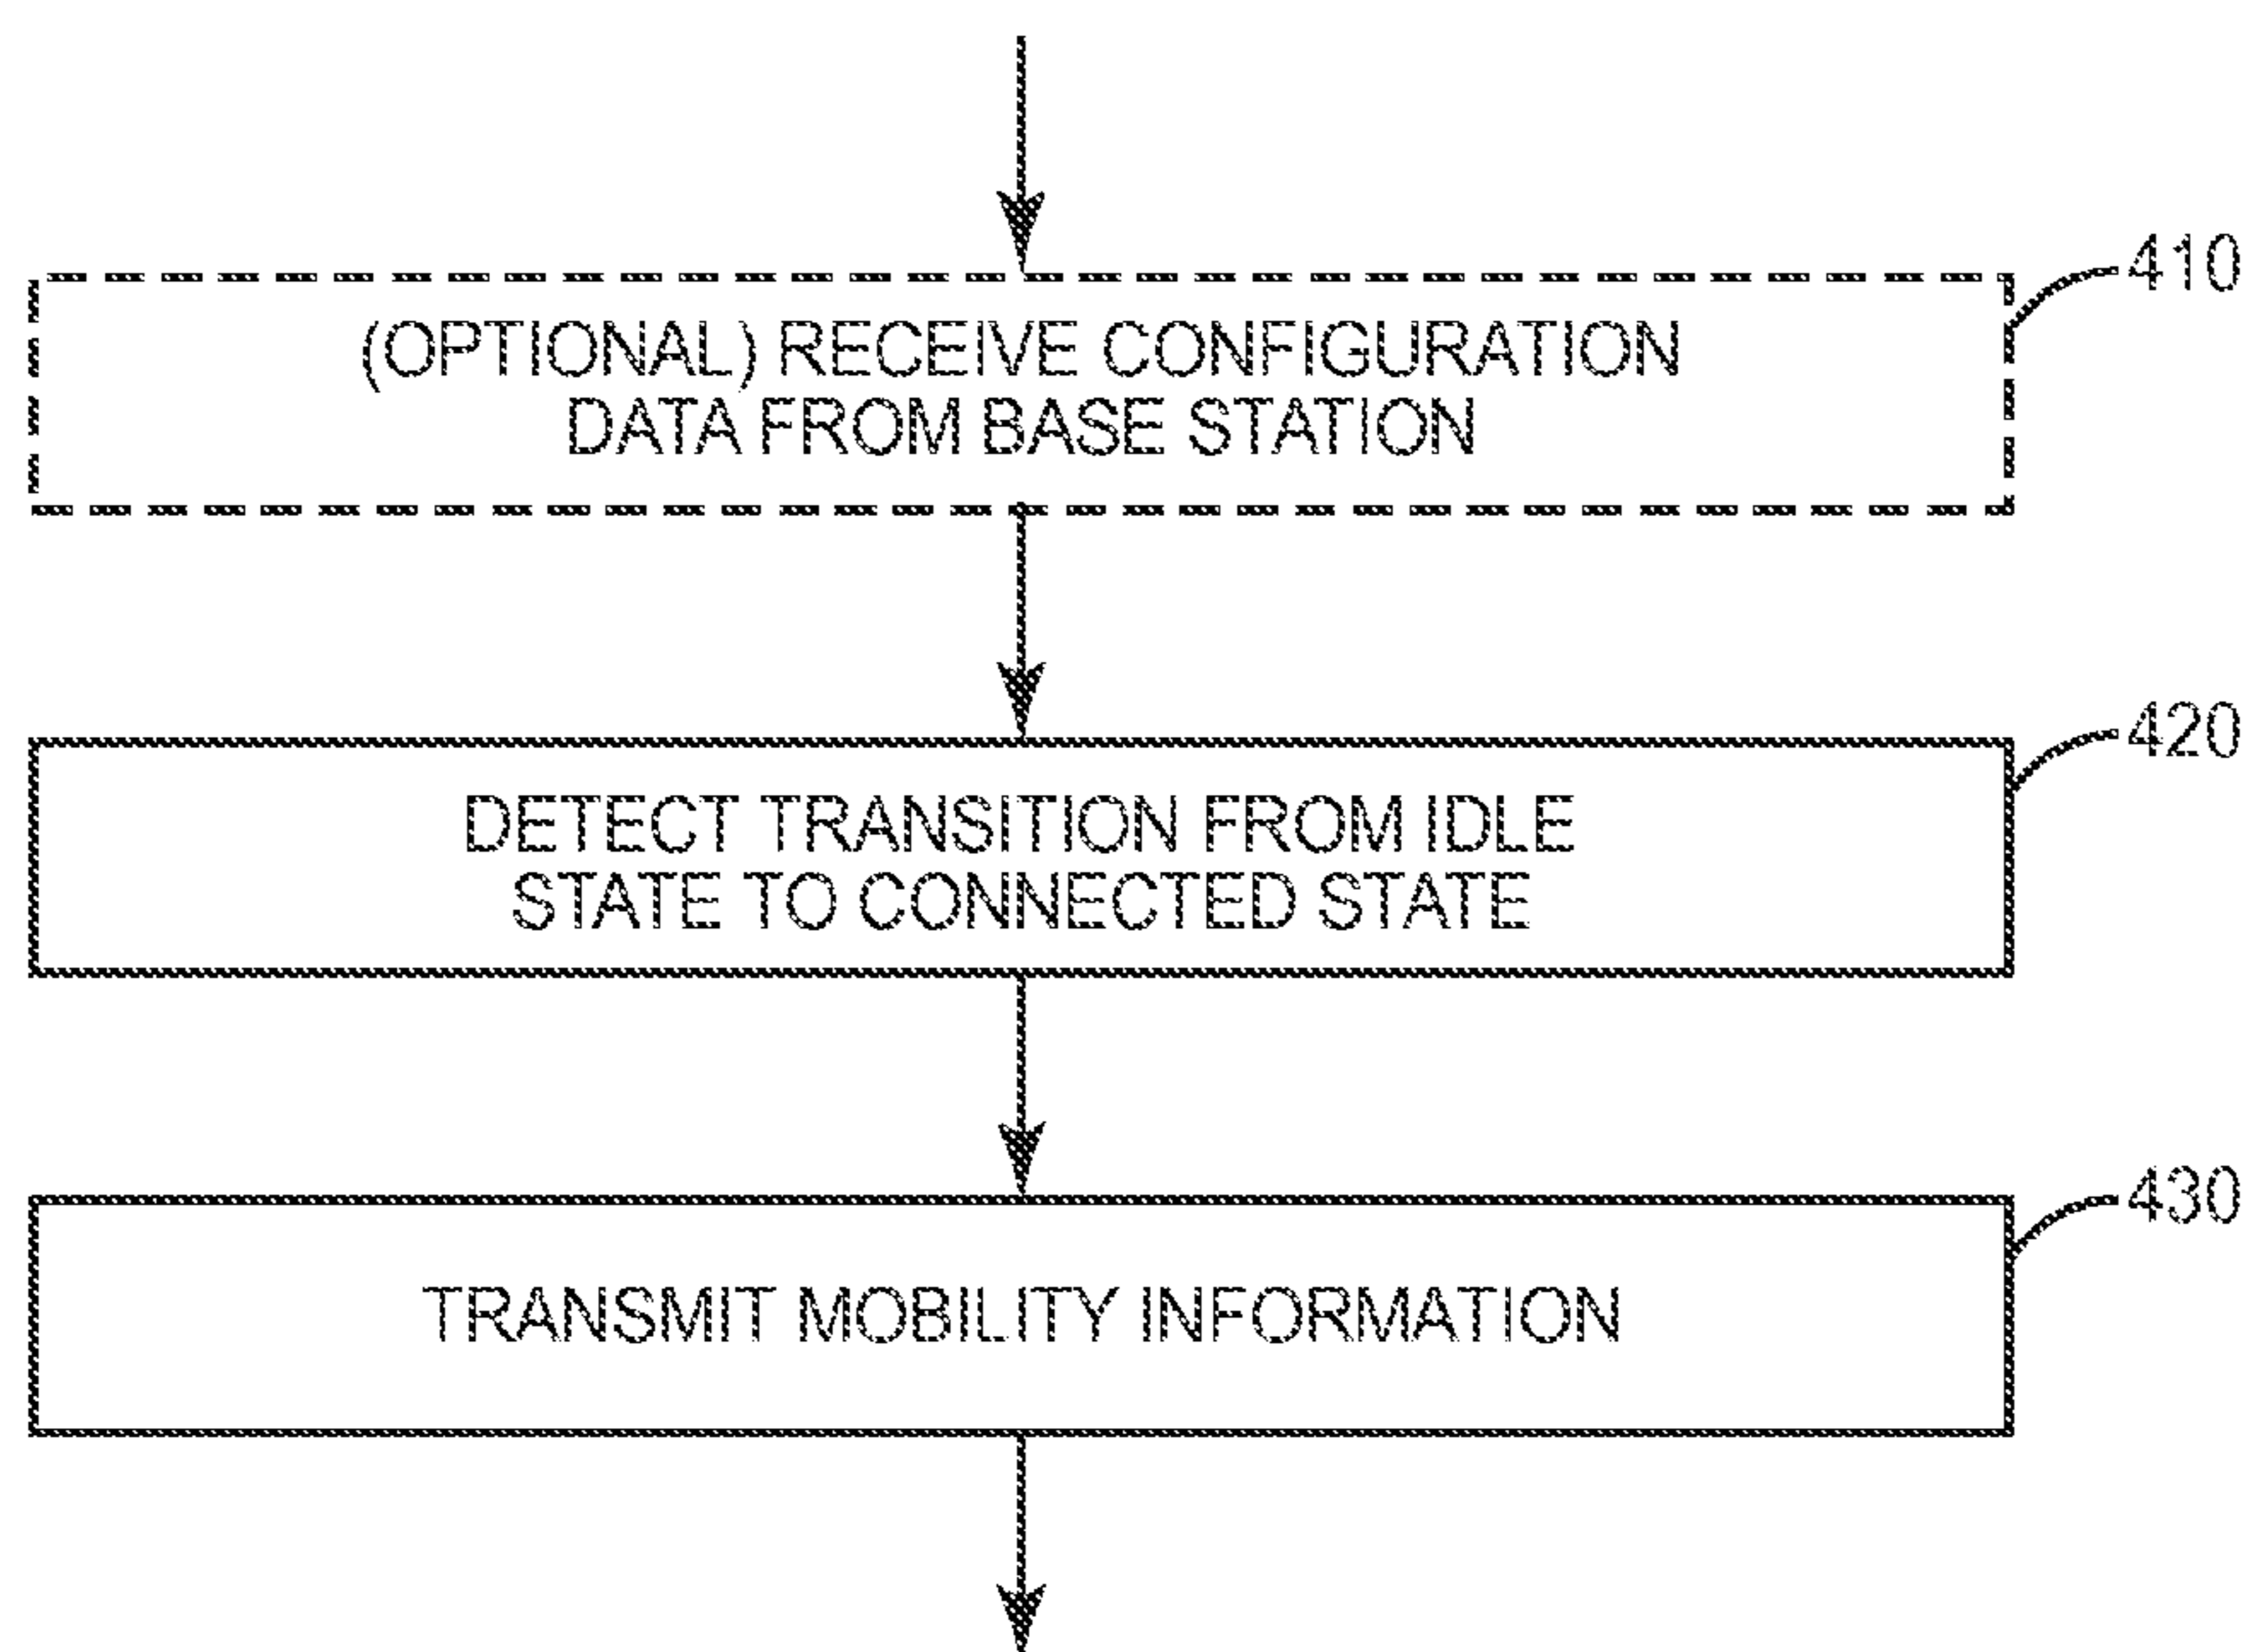 410
(OPTIONAL) RECEIVE CONFIGURATION
DATA FROM BASE STATION
420
DETECT TRANSITION FROM IDLE
STATE TO CONNECTED STATE
430
TRANSMIT MOBILITY INFORMATION